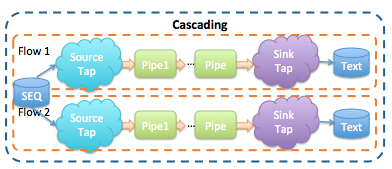 Cascading
Flow 1
Source
Tap
Pipe1
...
Pipe
Sink
Tap
Text
SEQ
Flow 2
Source
Tap
Pipe1
...
Pipe
Sink
Tap
Text